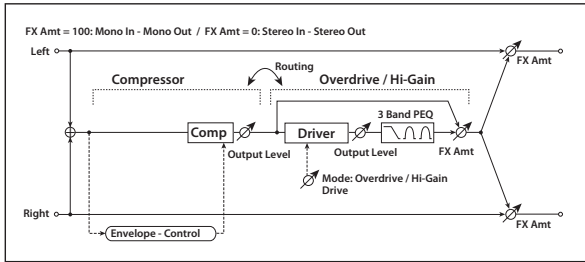 FX Amt = 100: Mono In - Mono Out / FX Amt = 0: Stereo In - Stereo Out
Left
FX Amt
Routing
Compressor
Overdrive / Hi-Gain
3 Band PEQ
Comp
Driver
Output Level
Output Level
FX Amt
Mode: Overdrive / Hi-Gain
Drive
Right
FX Amt
Envelope - Control